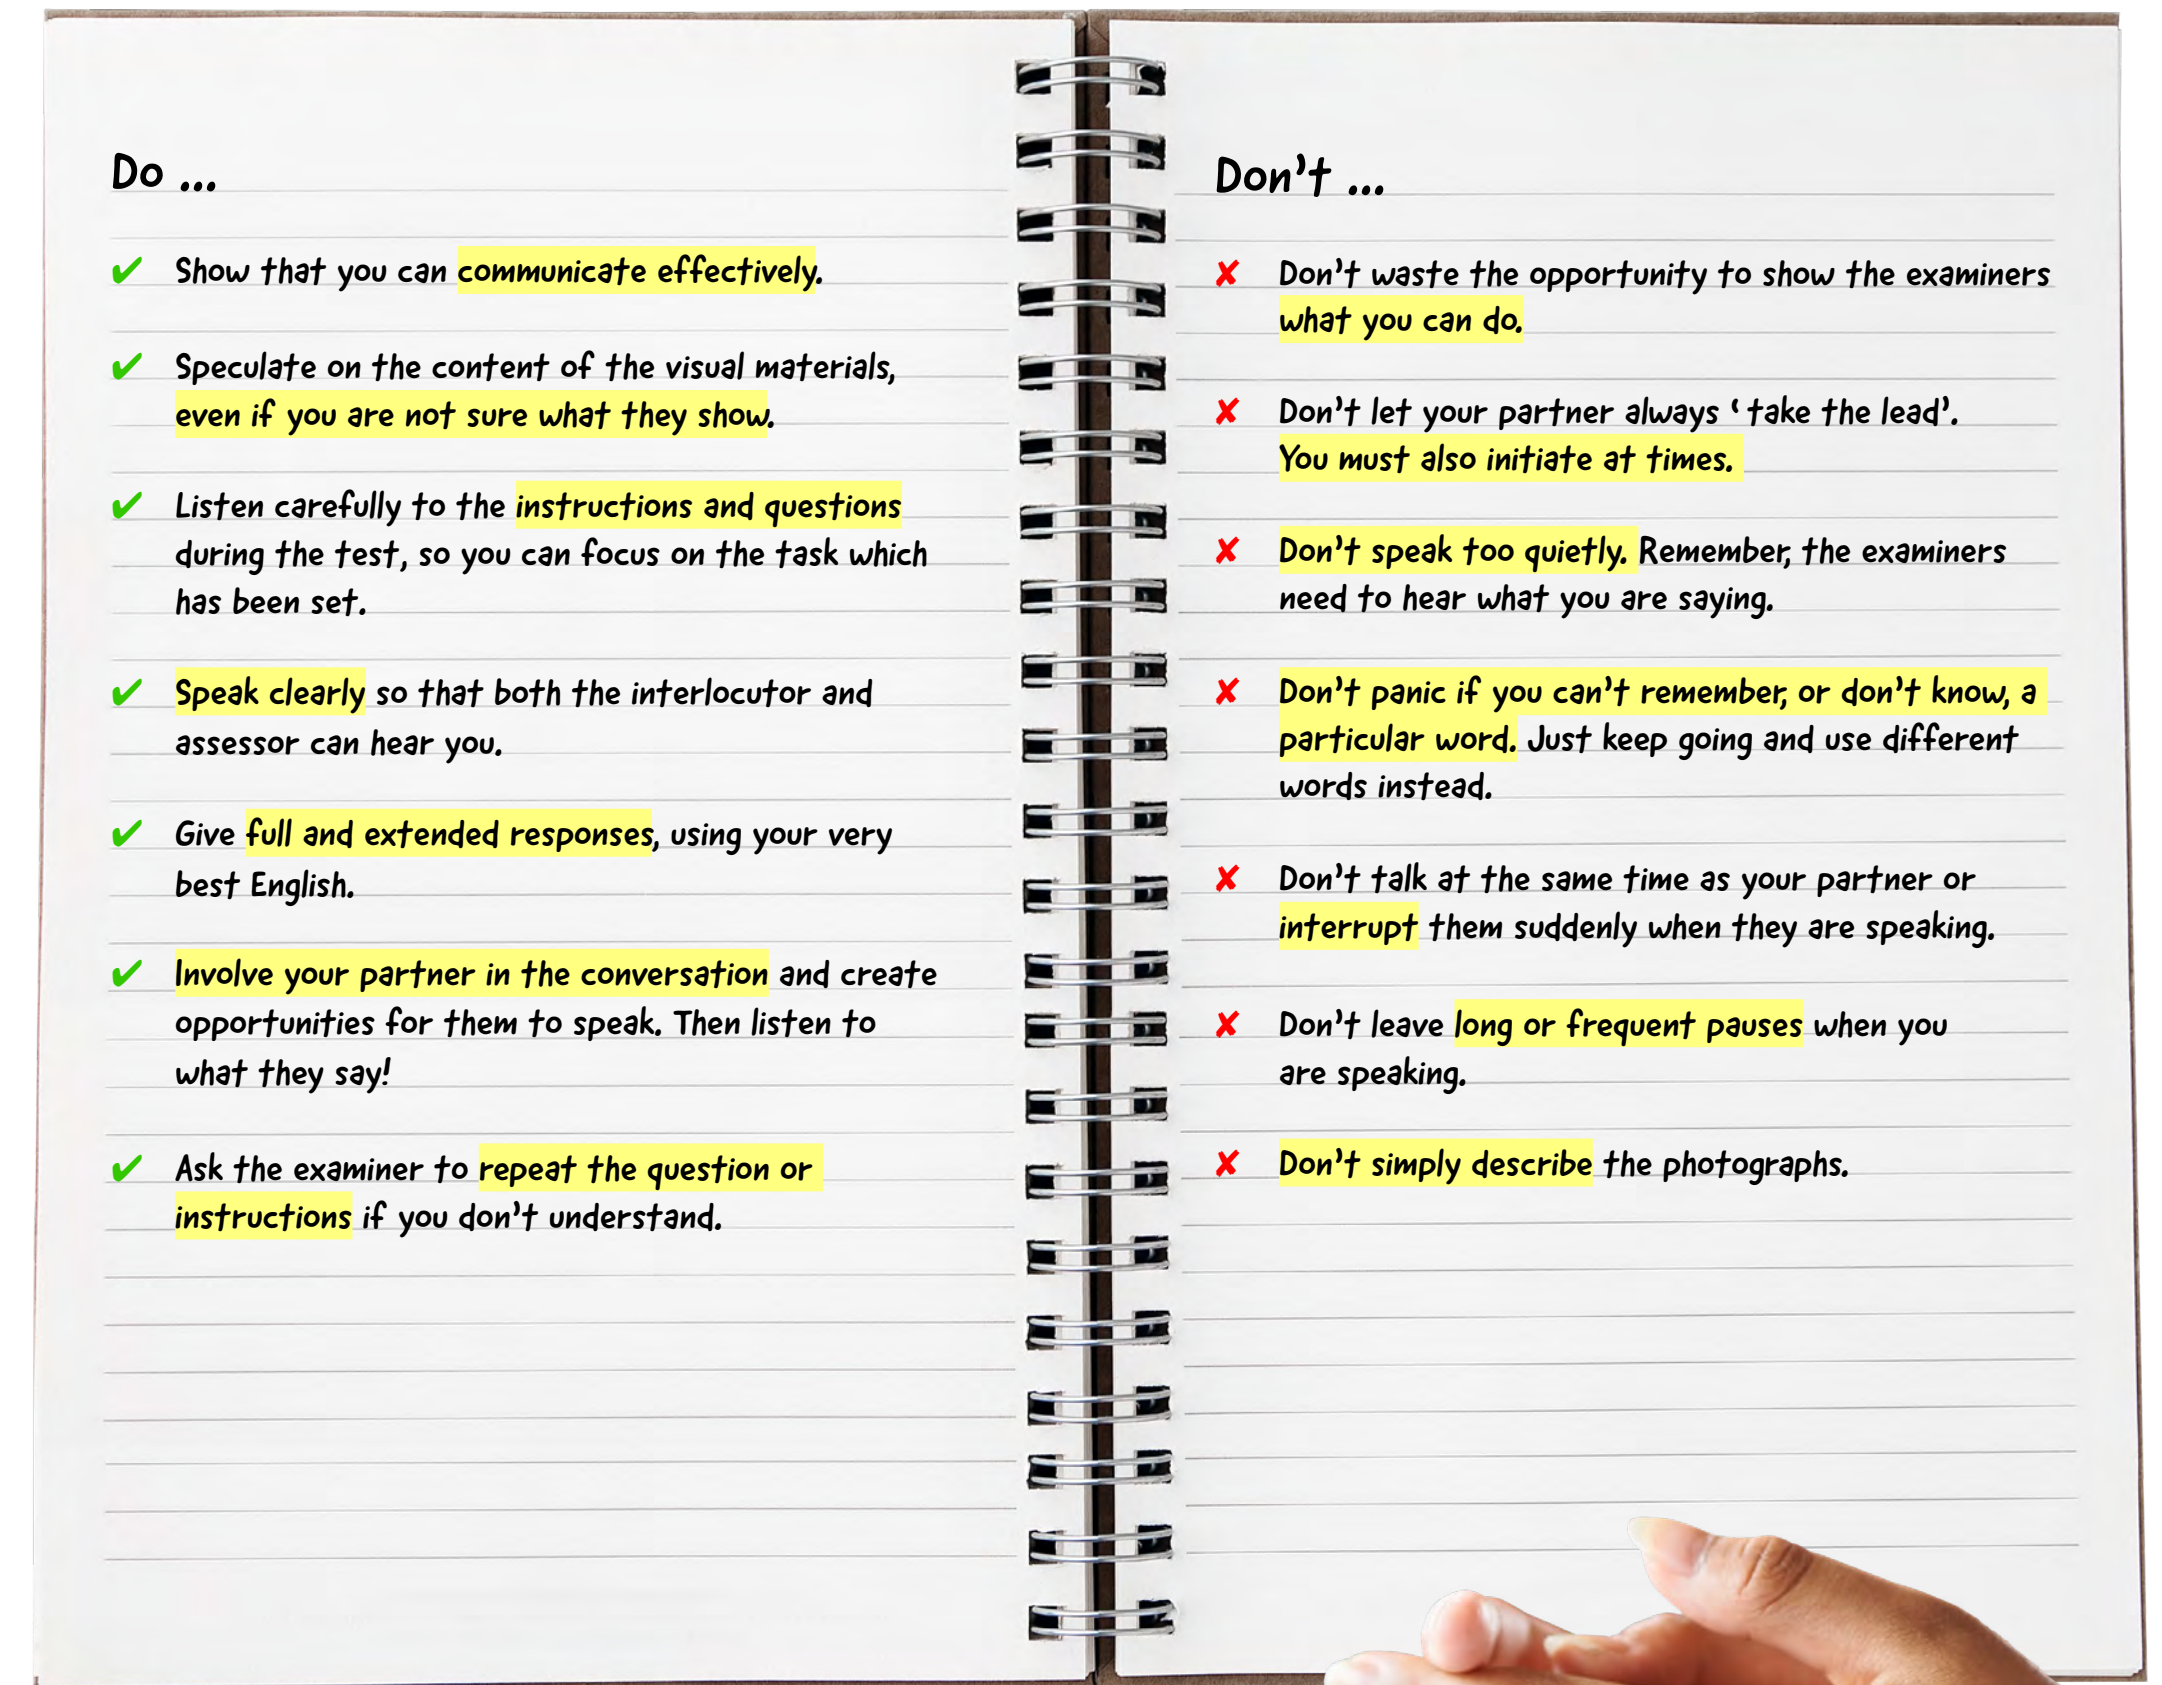 Do ...
✔ Show that you can communicate effectively.
✔ Speculate on the content of the visual materials,
even if you are not sure what they show.
✔ Listen carefully to the instructions and questions
during the test, so you can focus on the task which
has been set.
✔ Speak clearly so that both the interlocutor and
assessor can hear you.
✔ Give full and extended responses, using your very
best English.
✔ Involve your partner in the conversation and create
opportunities for them to speak. Then listen to
what they say!
✔ Ask the examiner to repeat the question or
instructions if you don't understand.
Don't ...
✘ Don't waste the opportunity to show the examiners
what you can do.
✘ Don't let your partner always ‘ take the lead’.
You must also initiate at times.
✘ Don't speak too quietly. Remember, the examiners
need to hear what you are saying.
✘ Don't panic if you can't remember, or don't know, a
particular word. Just keep going and use different
words instead.
✘ Don't talk at the same time as your partner or
interrupt them suddenly when they are speaking.
✘ Don't leave long or frequent pauses when you
are speaking.
✘ Don't simply describe the photographs.